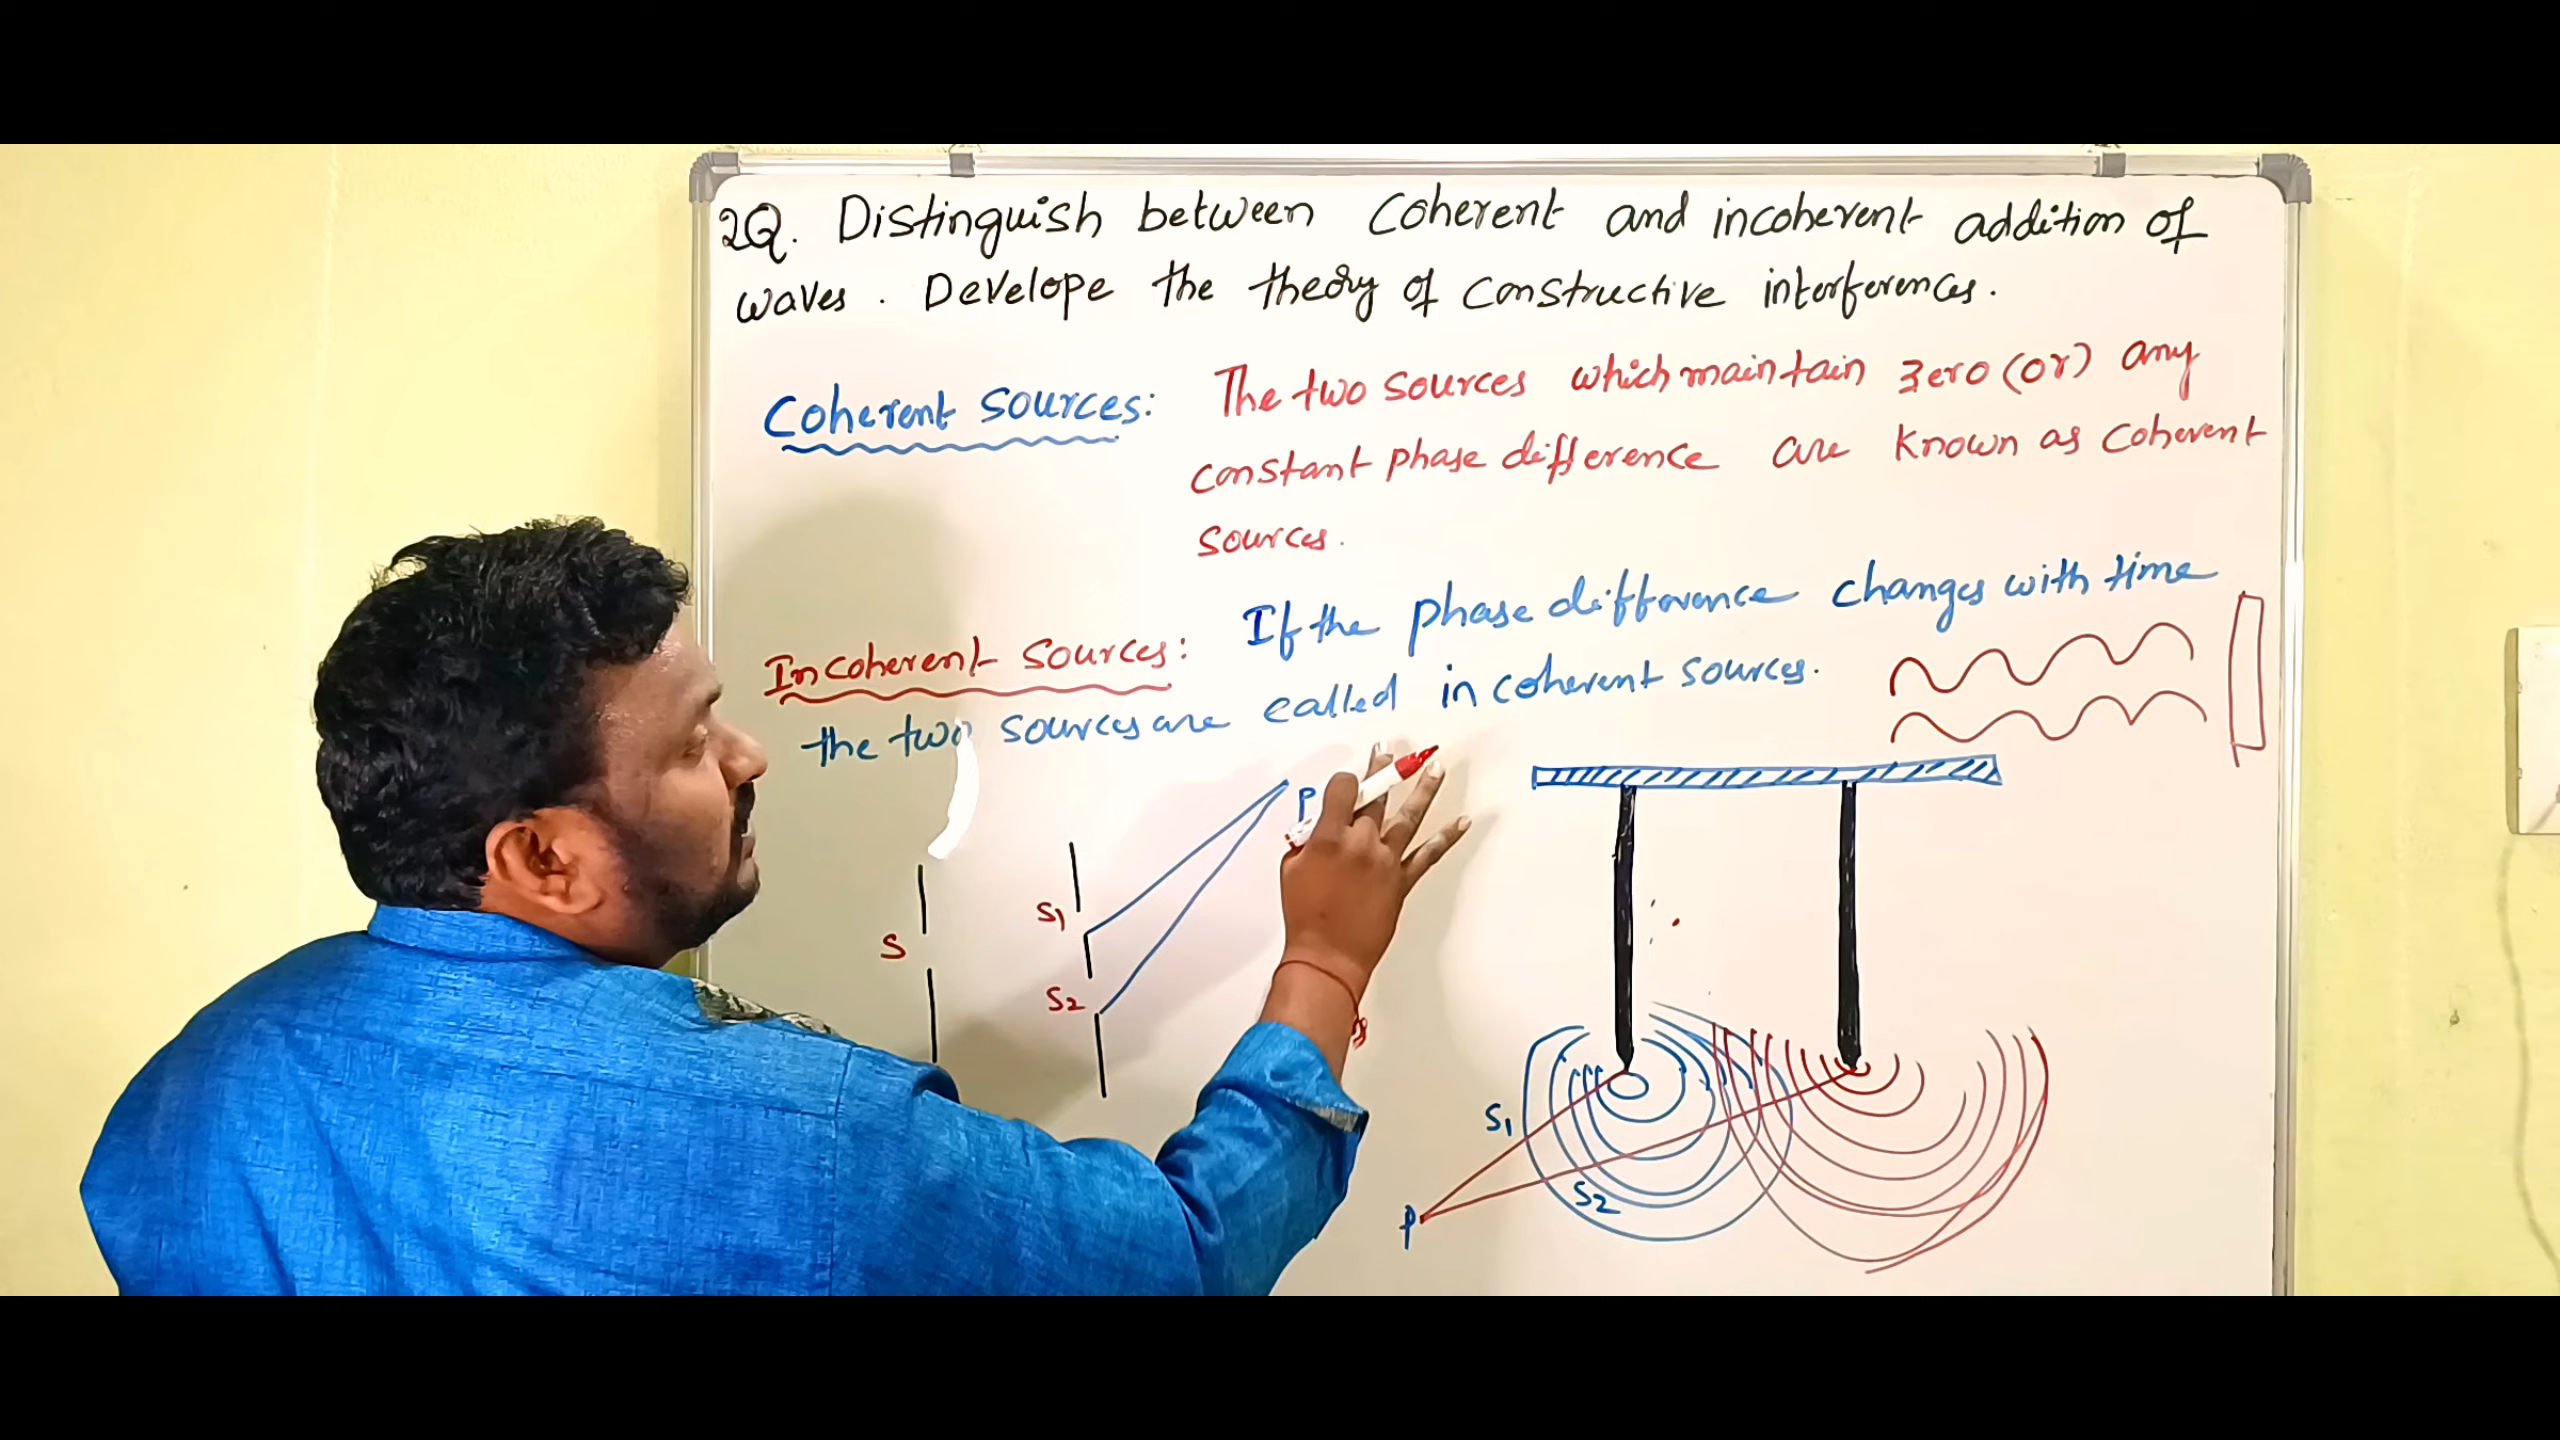 2Q. Distinguish between Coherent and incoherent addition of
waves. Develope the theory of constructive interferences.
Coherent sources: The two sources which maintain zero (or) any
constant phase difference are known as coherent
sources.
Incoherent sources: If the phase difference changes with time
the two sources are called in coherent sources.
P
S
S1
S2
S1
S2
P